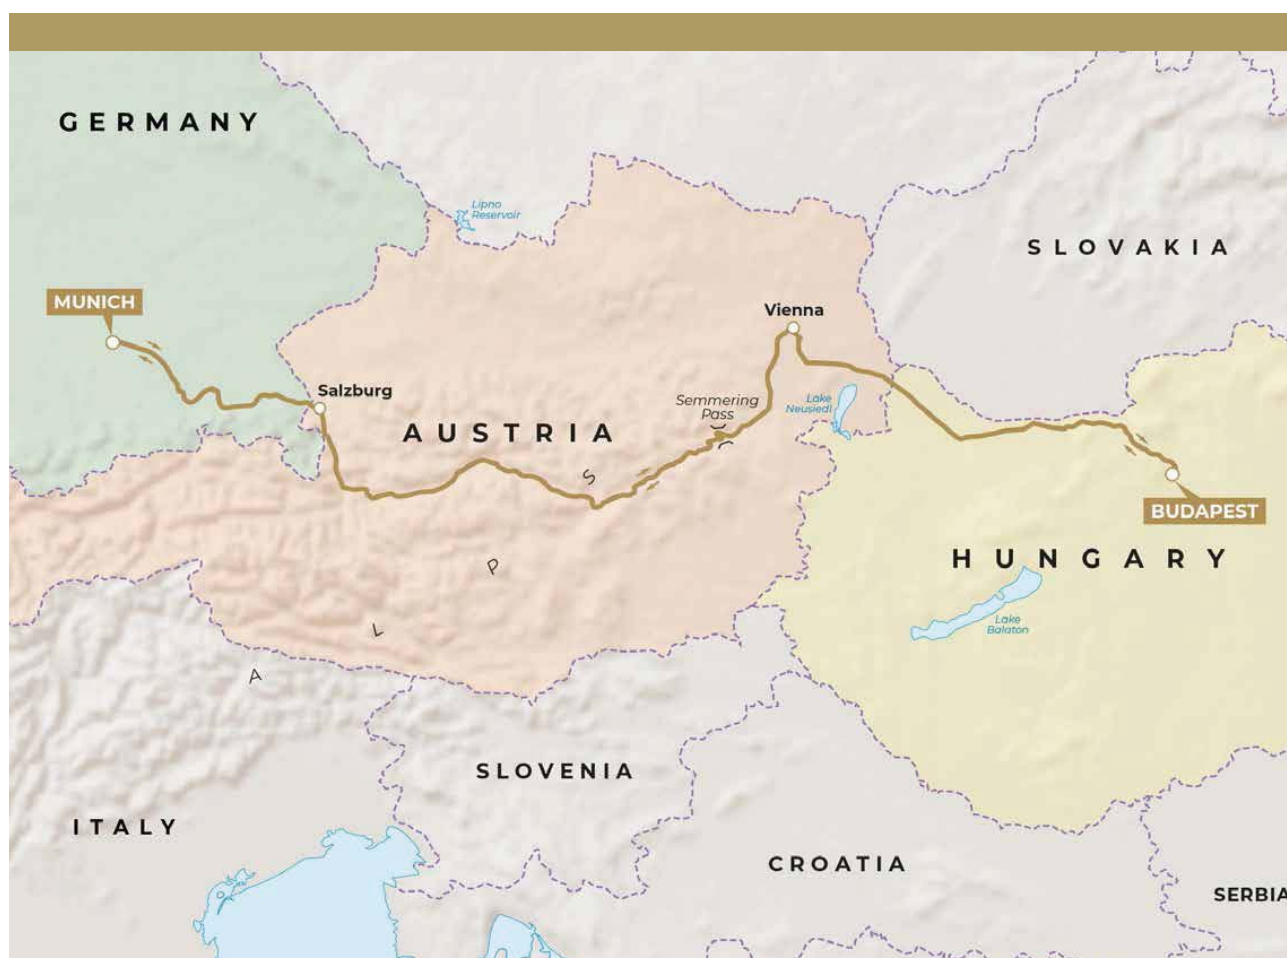 GERMANY
Lipno
Reservoir
SLOVAKIA
MUNICH
Vienna
Salzburg
Semmering
Pass
Lake
Neusiedl
AUSTRIA
BUDAPEST
HUNGARY
Lake
Balaton
A L P S
SLOVENIA
ITALY
CROATIA
SERBIA